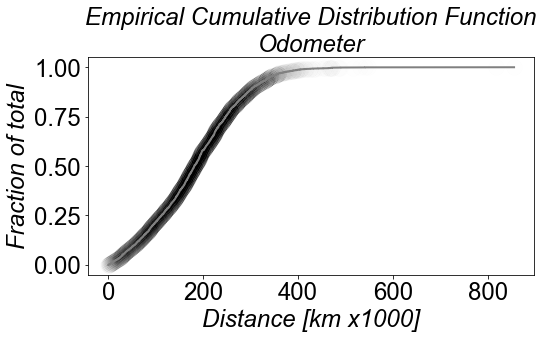 Empirical Cumulative Distribution Function
Odometer
1.00
0.75
0.50
0.25
0.00
Fraction of total
0 200 400 600 800
Distance [km x1000]